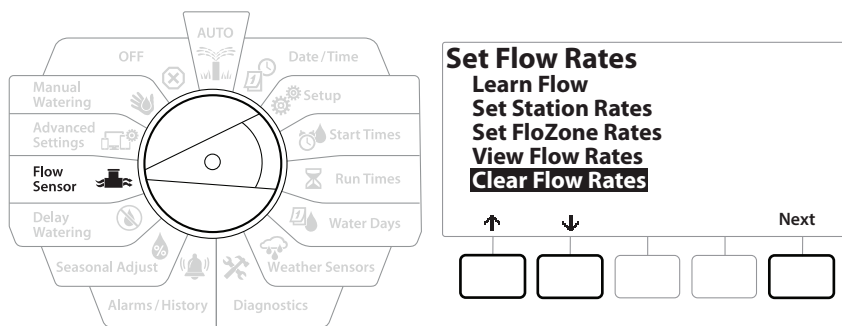 AUTO
OFF
Date/Time
Manual
Watering
Setup
Advanced
Settings
Start Times
Flow
Sensor
Run Times
Delay
Watering
Water Days
Seasonal Adjust
Weather Sensors
Alarms/History
Diagnostics
Set Flow Rates
Learn Flow
Set Station Rates
Set FloZone Rates
View Flow Rates
Clear Flow Rates
Next